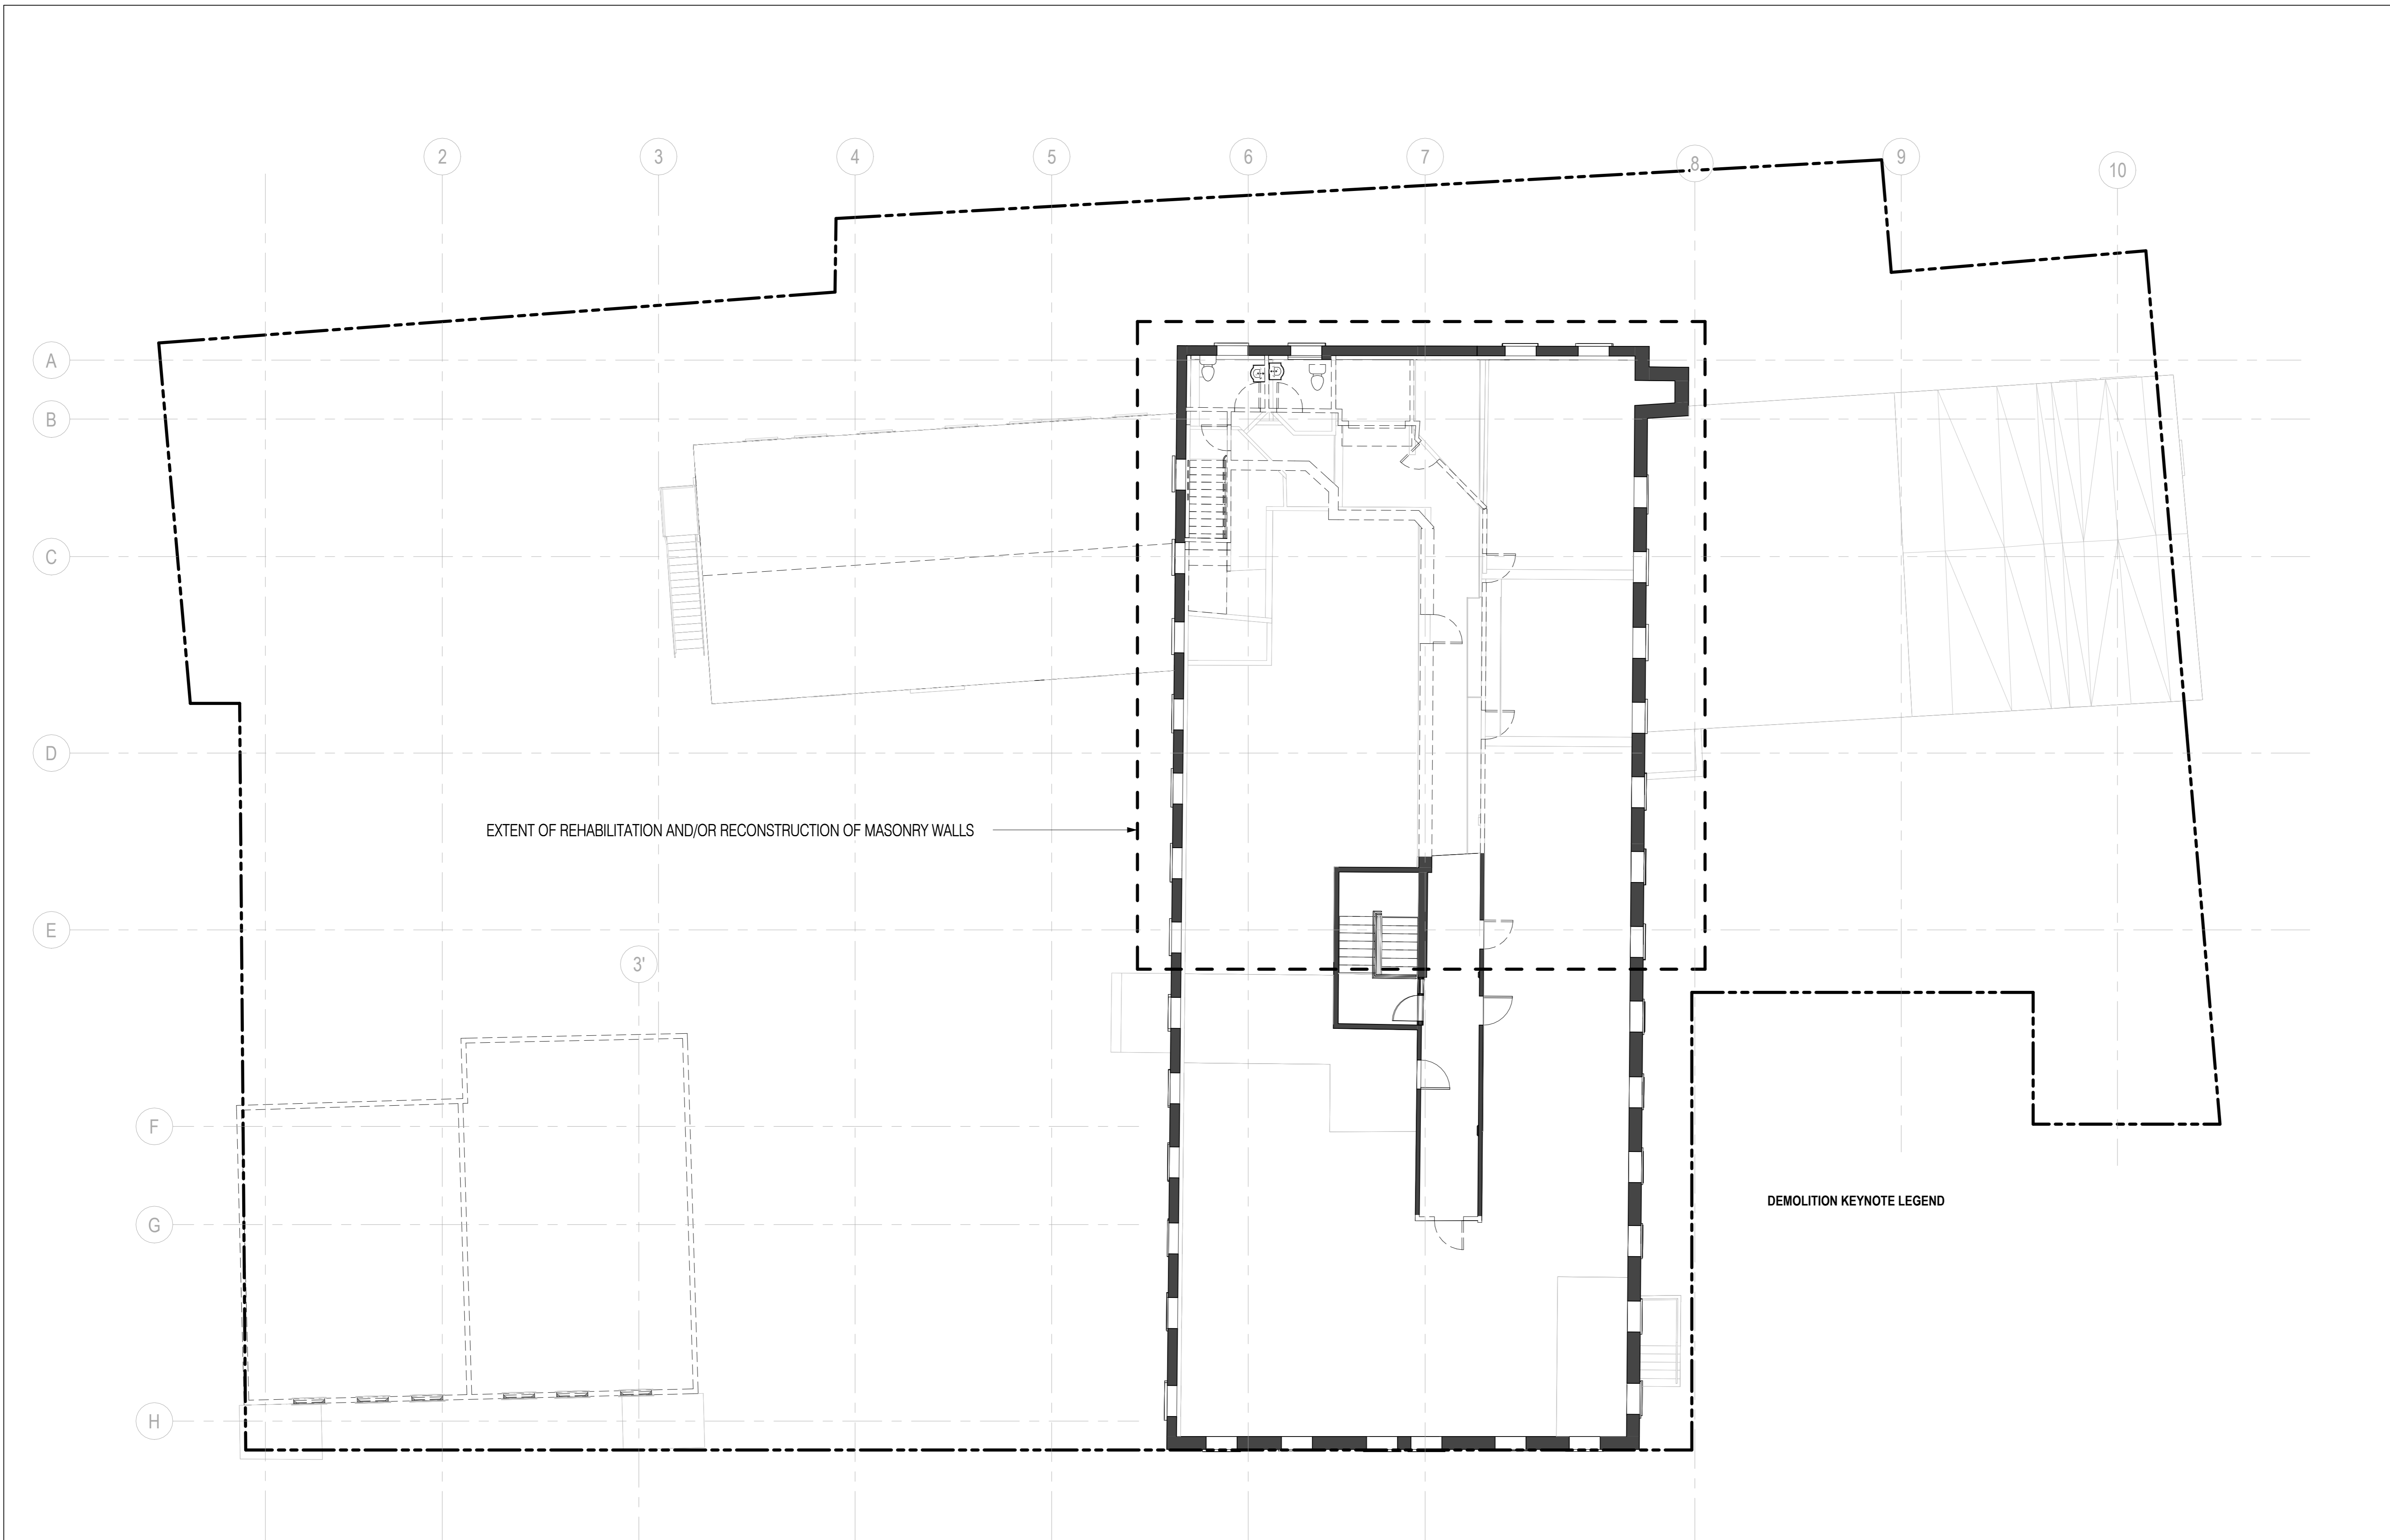 2
3
4
5
6
7
8
9
10
A
B
C
D
EXTENT OF REHABILITATION AND/OR RECONSTRUCTION OF MASONRY WALLS
E
3'
F
DEMOLITION KEYNOTE LEGEND
G
H